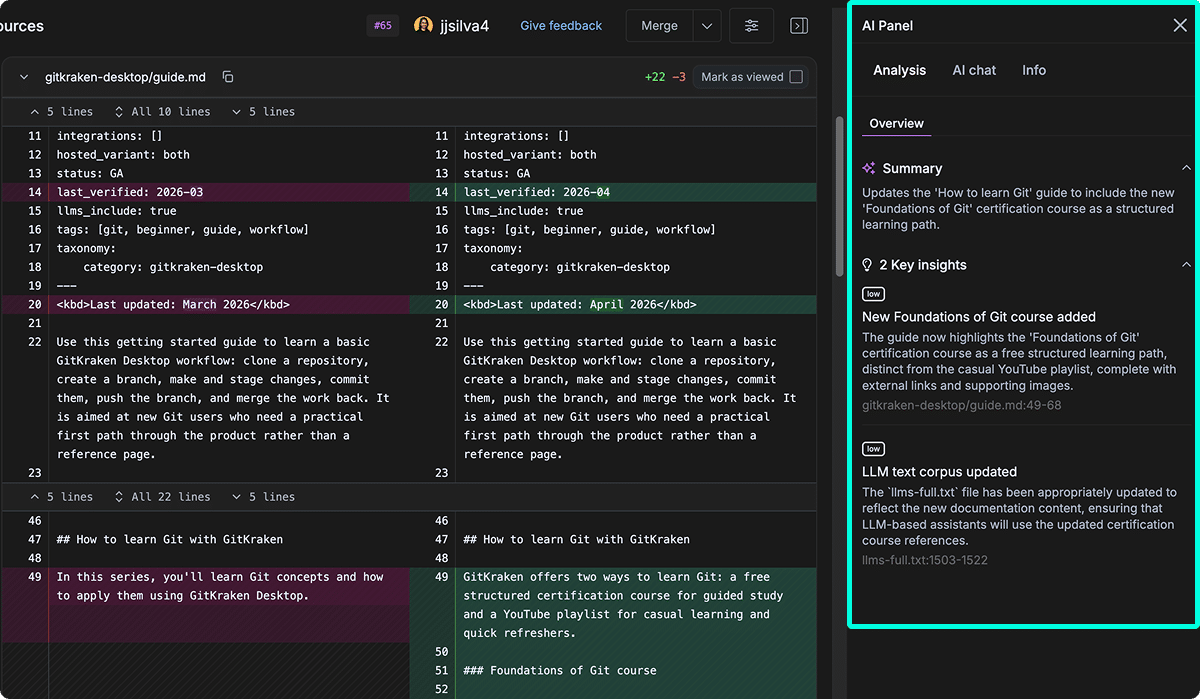 ources
#65
jjsilva4
Give feedback
Merge
gitkraken-desktop/guide.md
+22 −3
Mark as viewed
5 lines
All 10 lines
5 lines
11 integrations: []
12 hosted_variant: both
13 status: GA
14 last_verified: 2026-03
15 llms_include: true
16 tags: [git, beginner, guide, workflow]
17 taxonomy:
18 category: gitkraken-desktop
19 ---
20 <kbd>Last updated: March 2026</kbd>
21
22 Use this getting started guide to learn a basic
GitKraken Desktop workflow: clone a repository,
create a branch, make and stage changes, commit
them, push the branch, and merge the work back. It
is aimed at new Git users who need a practical
first path through the product rather than a
reference page.
23
11 integrations: []
12 hosted_variant: both
13 status: GA
14 last_verified: 2026-04
15 llms_include: true
16 tags: [git, beginner, guide, workflow]
17 taxonomy:
18 category: gitkraken-desktop
19 ---
20 <kbd>Last updated: April 2026</kbd>
21
22 Use this getting started guide to learn a basic
GitKraken Desktop workflow: clone a repository,
create a branch, make and stage changes, commit
them, push the branch, and merge the work back. It
is aimed at new Git users who need a practical
first path through the product rather than a
reference page.
23
5 lines
All 22 lines
5 lines
46
47 ## How to learn Git with GitKraken
48
49 In this series, you'll learn Git concepts and how
to apply them using GitKraken Desktop.
46
47 ## How to learn Git with GitKraken
48
49 GitKraken offers two ways to learn Git: a free
structured certification course for guided study
and a YouTube playlist for casual learning and
quick refreshers.
50
51 ### Foundations of Git course
52
AI Panel
Analysis
AI chat
Info
Overview
Summary
Updates the 'How to learn Git' guide to include the new
'Foundations of Git' certification course as a structured
learning path.
2 Key insights
low
New Foundations of Git course added
The guide now highlights the 'Foundations of Git'
certification course as a free structured learning path,
distinct from the casual YouTube playlist, complete with
external links and supporting images.
gitkraken-desktop/guide.md:49-68
low
LLM text corpus updated
The `llms-full.txt` file has been appropriately updated to
reflect the new documentation content, ensuring that
LLM-based assistants will use the updated certification
course references.
llms-full.txt:1503-1522